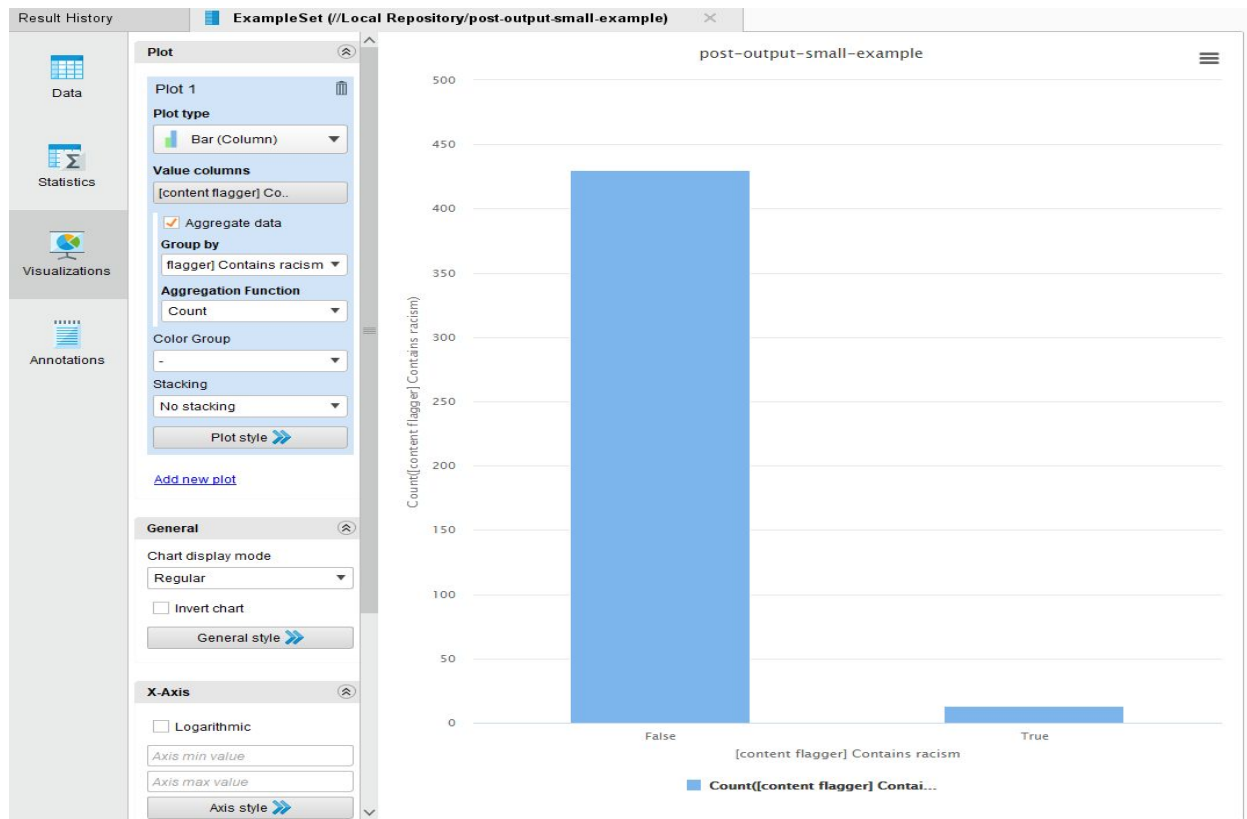 Result History
ExampleSet (//Local Repository/post-output-small-example)
Data
Statistics
Visualizations
Annotations
Plot
Plot 1
Plot type
Bar (Column)
Value columns
[content flagger] Co..
Aggregate data
Group by
flagger] Contains racism
Aggregation Function
Count
Color Group
-
Stacking
No stacking
Plot style
Add new plot
General
Chart display mode
Regular
Invert chart
General style
X-Axis
Logarithmic
Axis min value
Axis max value
Axis style
post-output-small-example
500
450
400
350
300
250
200
150
100
50
0
Count([content flagger] Contains racism)
False
True
[content flagger] Contains racism
Count([content flagger] Contai...